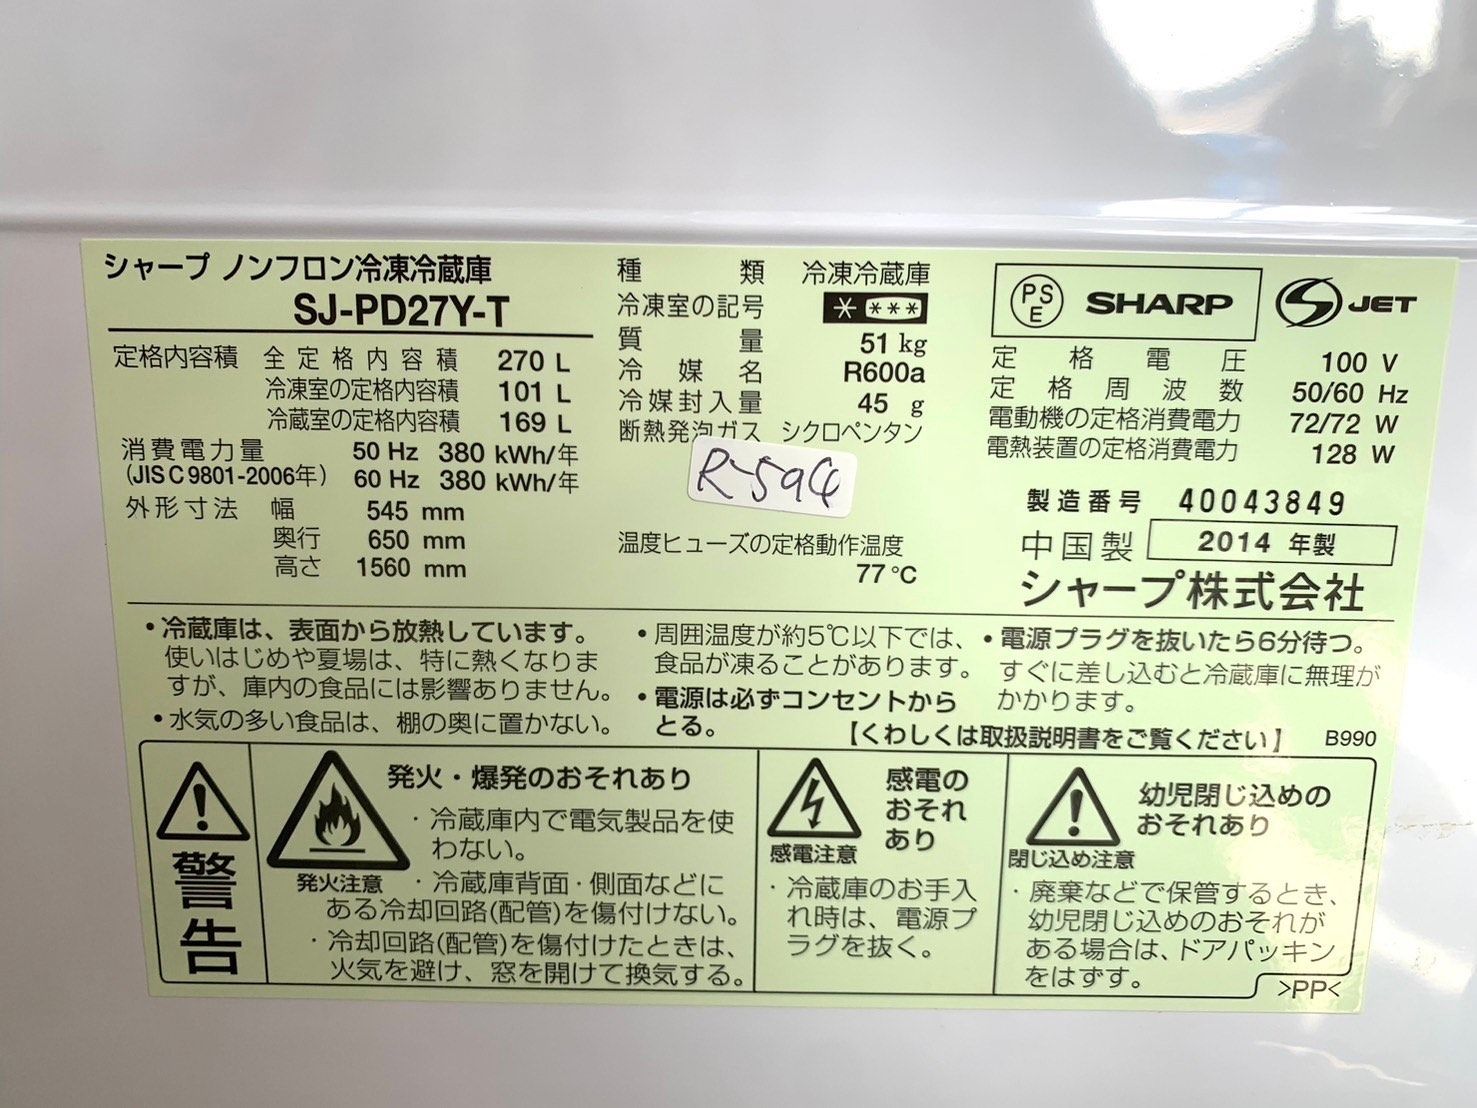 シャープ ノンフロン冷凍冷蔵庫
SJ-PD27Y-T
定格内容積 全定格内容積 270 L
冷凍室の定格内容積 101 L
冷蔵室の定格内容積 169 L
消費電力量 50 Hz 380 kWh/年
(JIS C 9801-2006年) 60 Hz 380 kWh/年
外形寸法 幅 545 mm
奥行 650 mm
高さ 1560 mm
種類 冷凍冷蔵庫
冷凍室の記号 * ***
質量 51 kg
冷媒名 R600a
冷媒封入量 45 g
断熱発泡ガス シクロペンタン
R-594
温度ヒューズの定格動作温度
77 ℃
PSE SHARP S JET
定格電圧 100 V
定格周波数 50/60 Hz
電動機の定格消費電力 72/72 W
電熱装置の定格消費電力 128 W
製造番号 40043849
中国製 2014 年製
シャープ株式会社
・冷蔵庫は、表面から放熱しています。
使いはじめや夏場は、特に熱くなりま
すが、庫内の食品には影響ありません。
・水気の多い食品は、棚の奥に置かない。
・周囲温度が約5℃以下では、
食品が凍ることがあります。
・電源は必ずコンセントから
とる。
・電源プラグを抜いたら6分待つ。
すぐに差し込むと冷蔵庫に無理が
かかります。
【くわしくは取扱説明書をご覧ください】 B990
警告
発火・爆発のおそれあり
発火注意
・冷蔵庫内で電気製品を使
わない。
・冷蔵庫背面・側面などに
ある冷却回路(配管)を傷付けない。
・冷却回路(配管)を傷付けたときは、
火気を避け、窓を開けて換気する。
感電の
おそれ
あり
感電注意
・冷蔵庫のお手入
れ時は、電源プ
ラグを抜く。
幼児閉じ込めの
おそれあり
閉じ込め注意
・廃棄などで保管するとき、
幼児閉じ込めのおそれが
ある場合は、ドアパッキン
をはずす。
>PP<